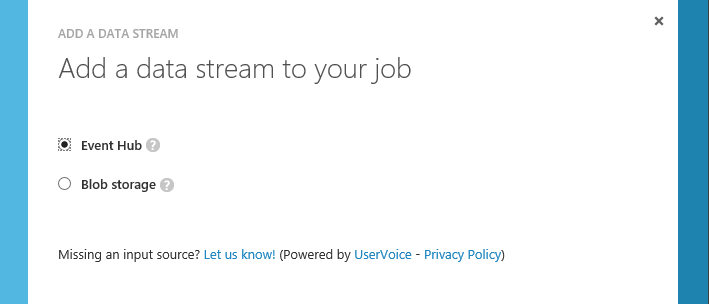 ADD A DATA STREAM
Add a data stream to your job
Event Hub ?
Blob storage ?
Missing an input source? Let us know! (Powered by UserVoice - Privacy Policy)